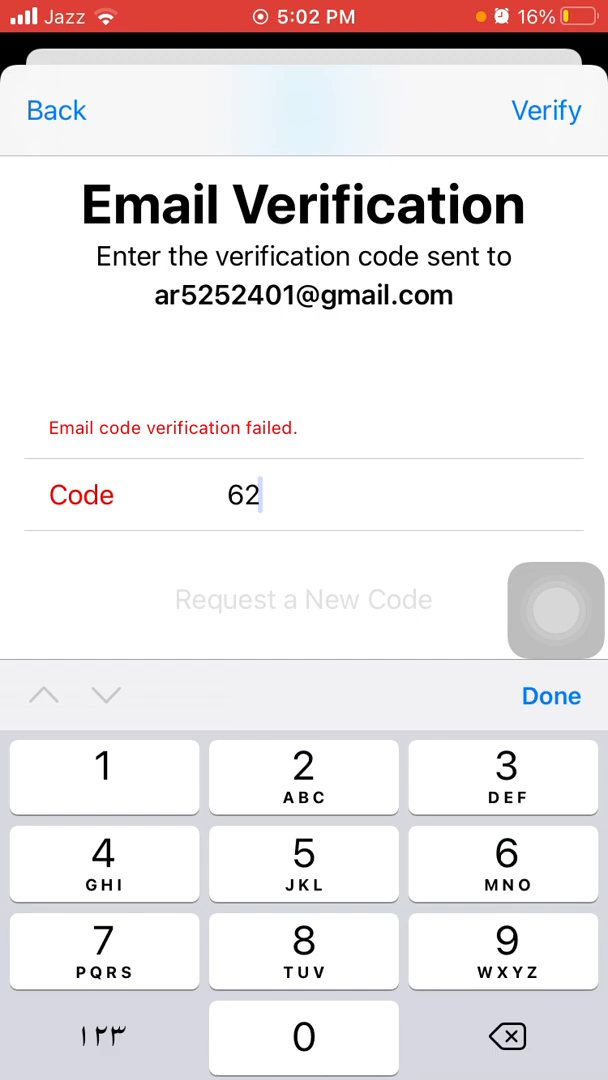 Jazz 5:02 PM 16%
Back Verify
Email Verification
Enter the verification code sent to
ar5252401@gmail.com
Email code verification failed.
Code 62
Request a New Code
Done
1 2 3
ABC DEF
4 5 6
GHI JKL MNO
7 8 9
PQRS TUV WXYZ
۱۲۳ 0